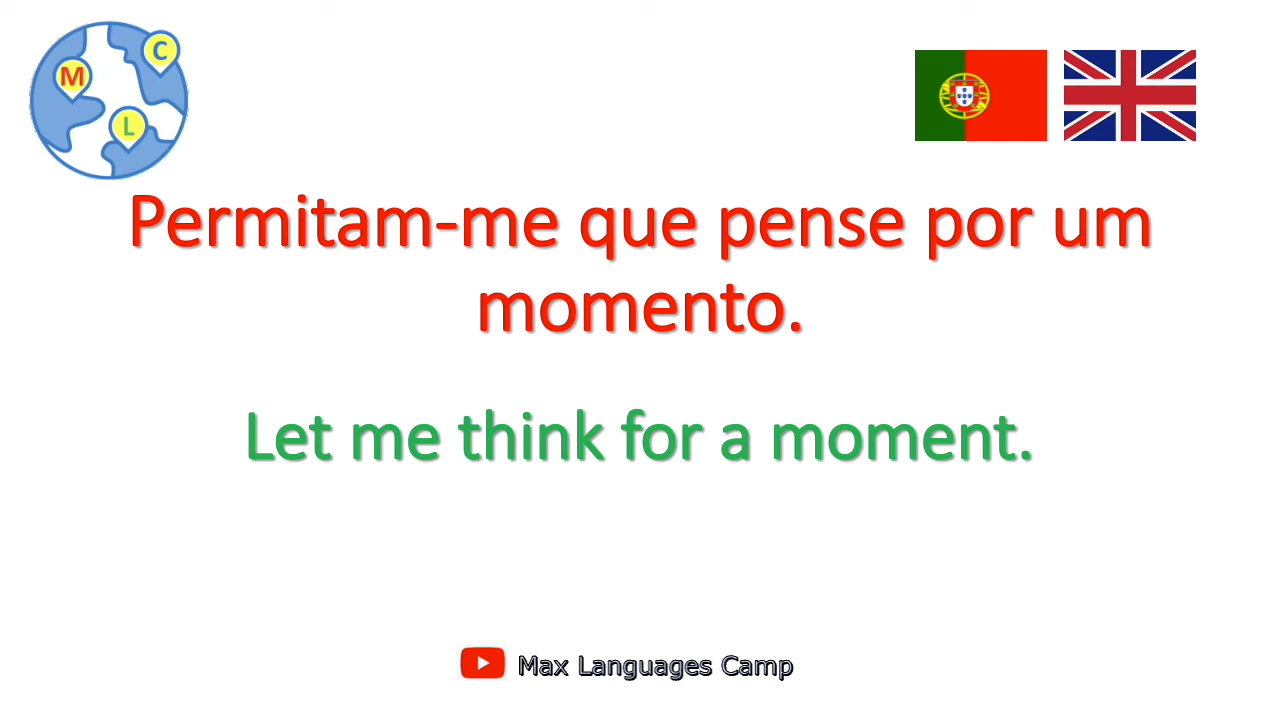 C
M
L
Permitam-me que pense por um
momento.
Let me think for a moment.
Max Languages Camp